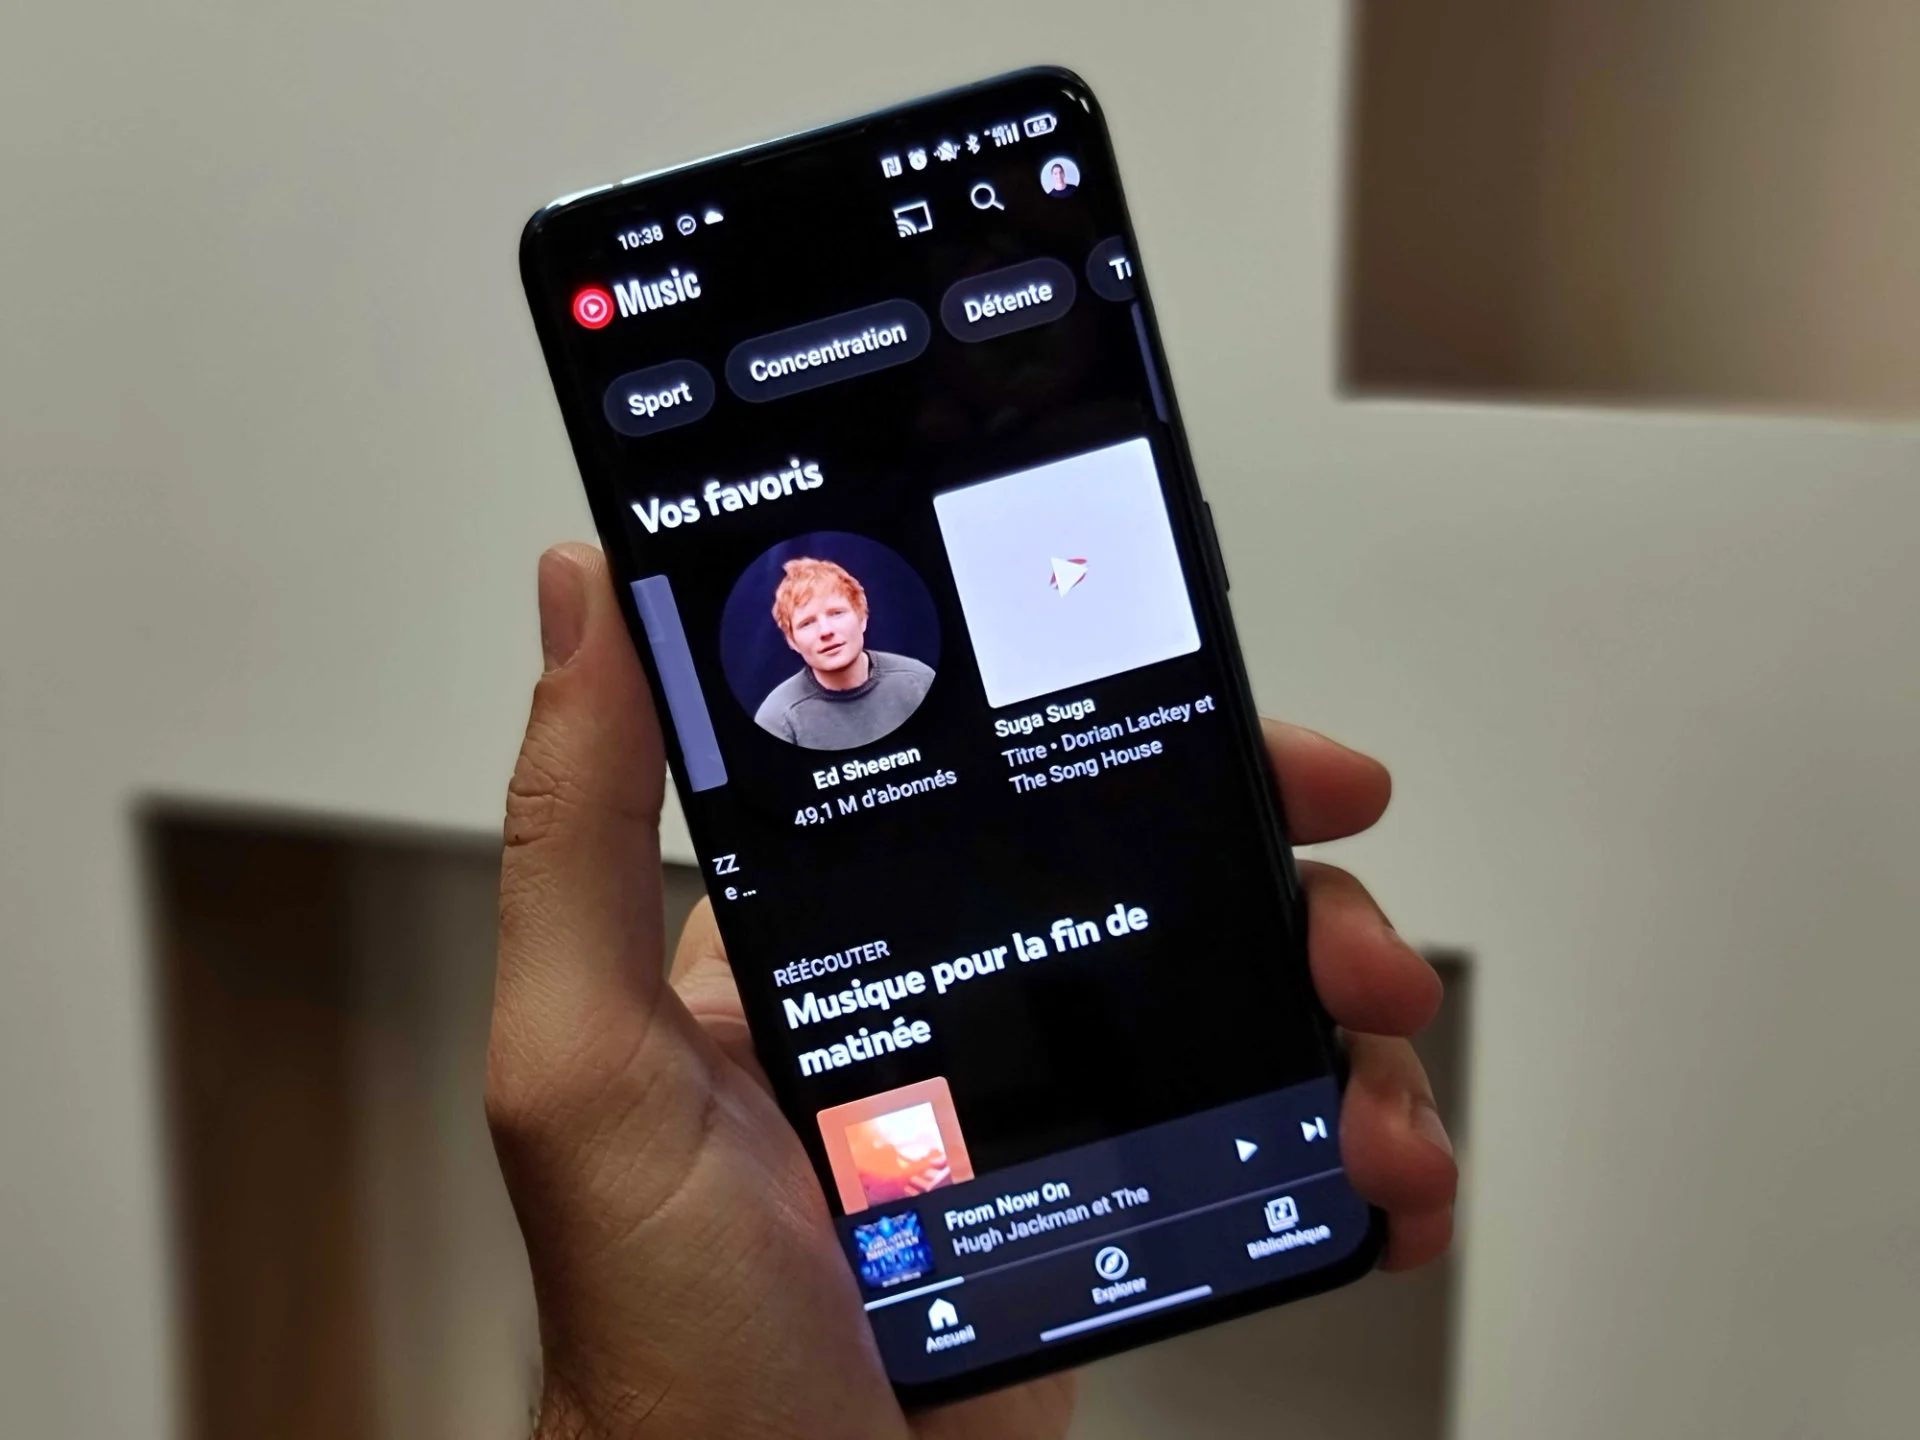 10:38
65
Music
Sport
Concentration
Détente
Vos favoris
Ed Sheeran
49,1 M d'abonnés
Suga Suga
Titre • Dorian Lackey et
The Song House
ZZ
e ...
RÉÉCOUTER
Musique pour la fin de
matinée
From Now On
Hugh Jackman et The
Accueil
Explorer
Bibliothèque